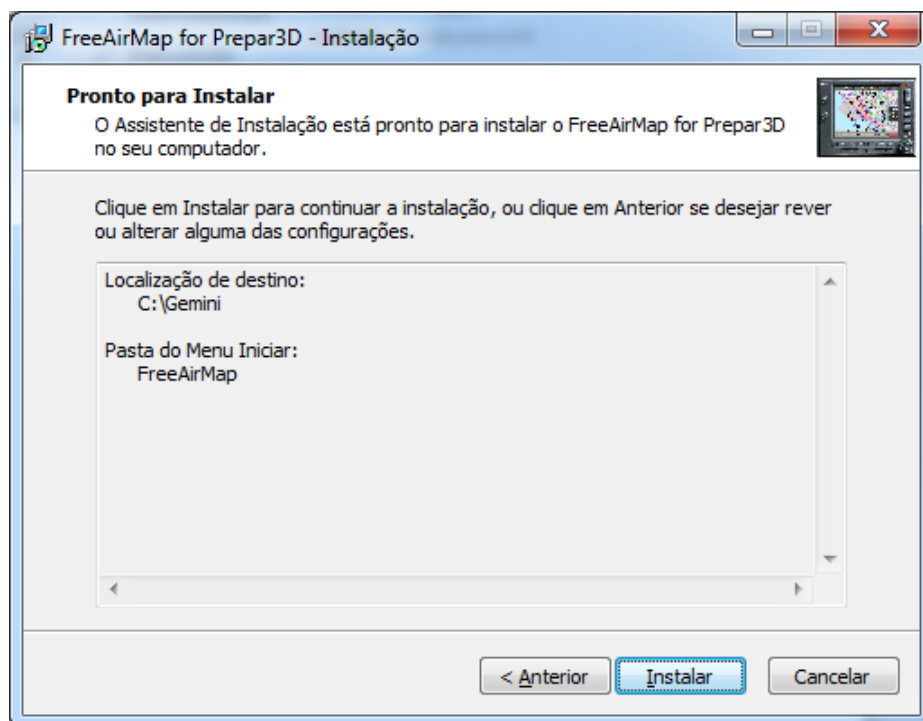 FreeAirMap for Prepar3D - Instalação
Pronto para Instalar
O Assistente de Instalação está pronto para instalar o FreeAirMap for Prepar3D
no seu computador.
Clique em Instalar para continuar a instalação, ou clique em Anterior se desejar rever
ou alterar alguma das configurações.
Localização de destino:
C:\Gemini
Pasta do Menu Iniciar:
FreeAirMap
< Anterior
Instalar
Cancelar